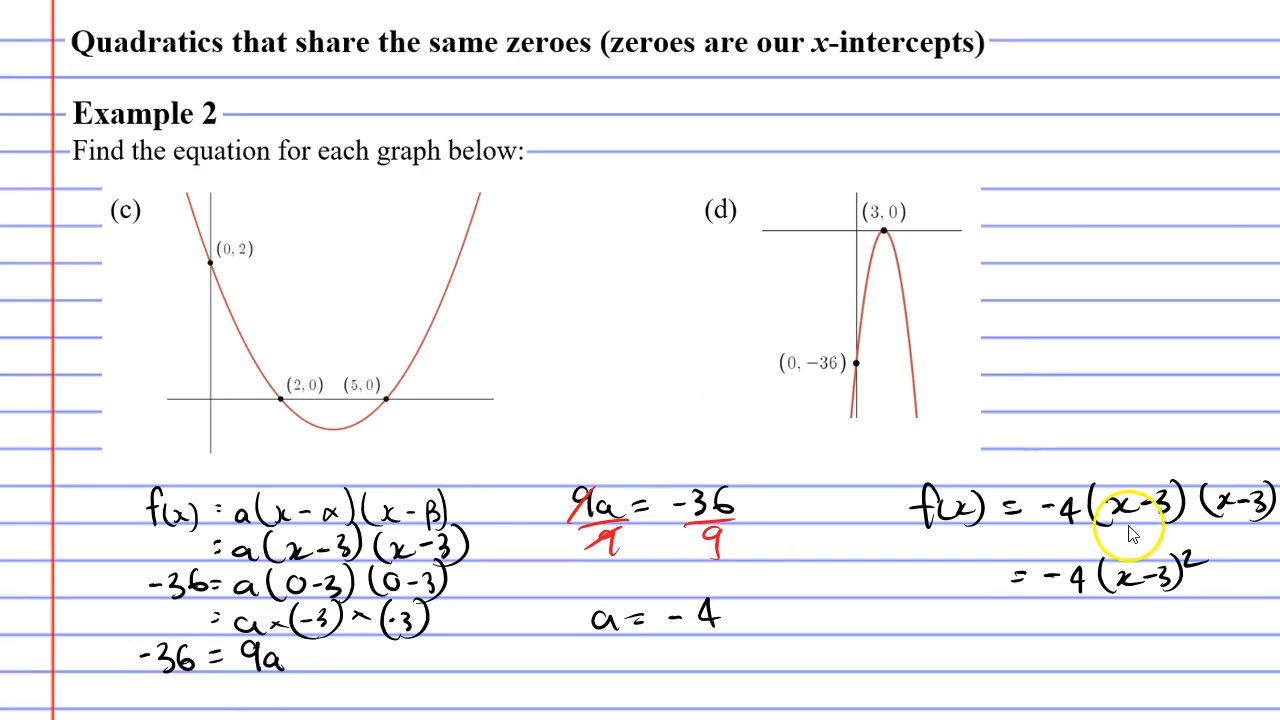 Quadratics that share the same zeroes (zeroes are our x-intercepts)
Example 2
Find the equation for each graph below:
(c)
(0, 2)
(2, 0)
(5, 0)
(d)
(3, 0)
(0, −36)
f(x) = a(x - α)(x - β)
= a(x - 3)(x - 3)
-36 = a(0 - 3)(0 - 3)
= a × (-3) × (-3)
-36 = 9a
9a = -36
9 9
a = -4
f(x) = -4(x - 3)(x - 3)
= -4(x - 3)²